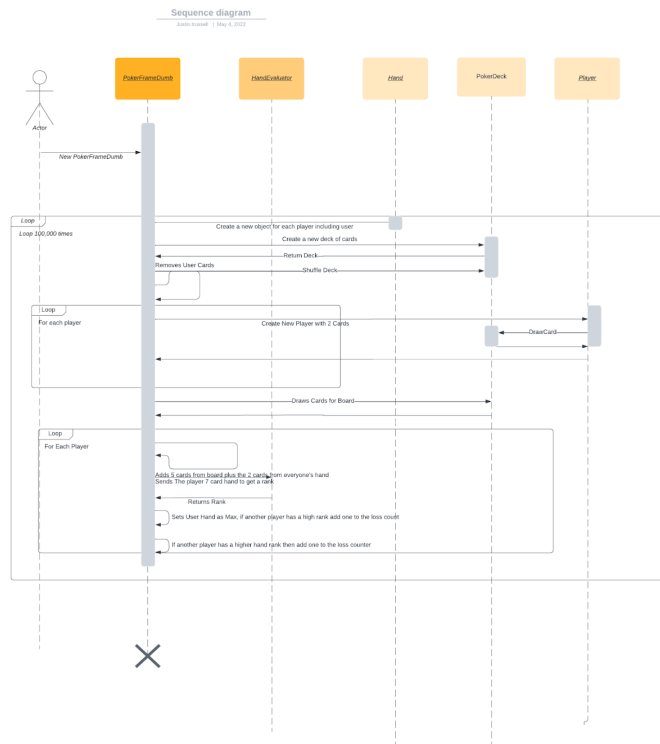 Sequence diagram
Justin.trussell | May 4, 2022
PokerFrameDumb
HandEvaluator
Hand
PokerDeck
Player
Actor
New PokerFrameDumb
Loop
Loop 100,000 times
Create a new object for each player including user
Create a new deck of cards
Return Deck
Removes User Cards
Shuffle Deck
Loop
For each player
Create New Player with 2 Cards
DrawCard
Draws Cards for Board
Loop
For Each Player
Adds 5 cards from board plus the 2 cards from everyone's hand
Sends The player 7 card hand to get a rank
Returns Rank
Sets User Hand as Max, if another player has a high rank add one to the loss count
If another player has a higher hand rank then add one to the loss counter